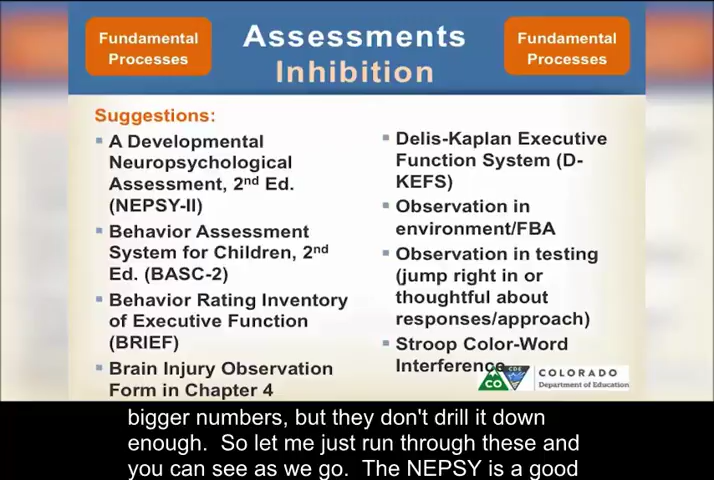 Fundamental
Processes
Assessments
Inhibition
Fundamental
Processes
Suggestions:
A Developmental
Neuropsychological
Assessment, 2nd Ed.
(NEPSY-II)
Behavior Assessment
System for Children, 2nd
Ed. (BASC-2)
Behavior Rating Inventory
of Executive Function
(BRIEF)
Brain Injury Observation
Form in Chapter 4
Delis-Kaplan Executive
Function System (D-
KEFS)
Observation in
environment/FBA
Observation in testing
(jump right in or
thoughtful about
responses/approach)
Stroop Color-Word
Interference
CO
CDE
COLORADO
Department of Education
bigger numbers, but they don't drill it down
enough.  So let me just run through these and
you can see as we go.  The NEPSY is a good